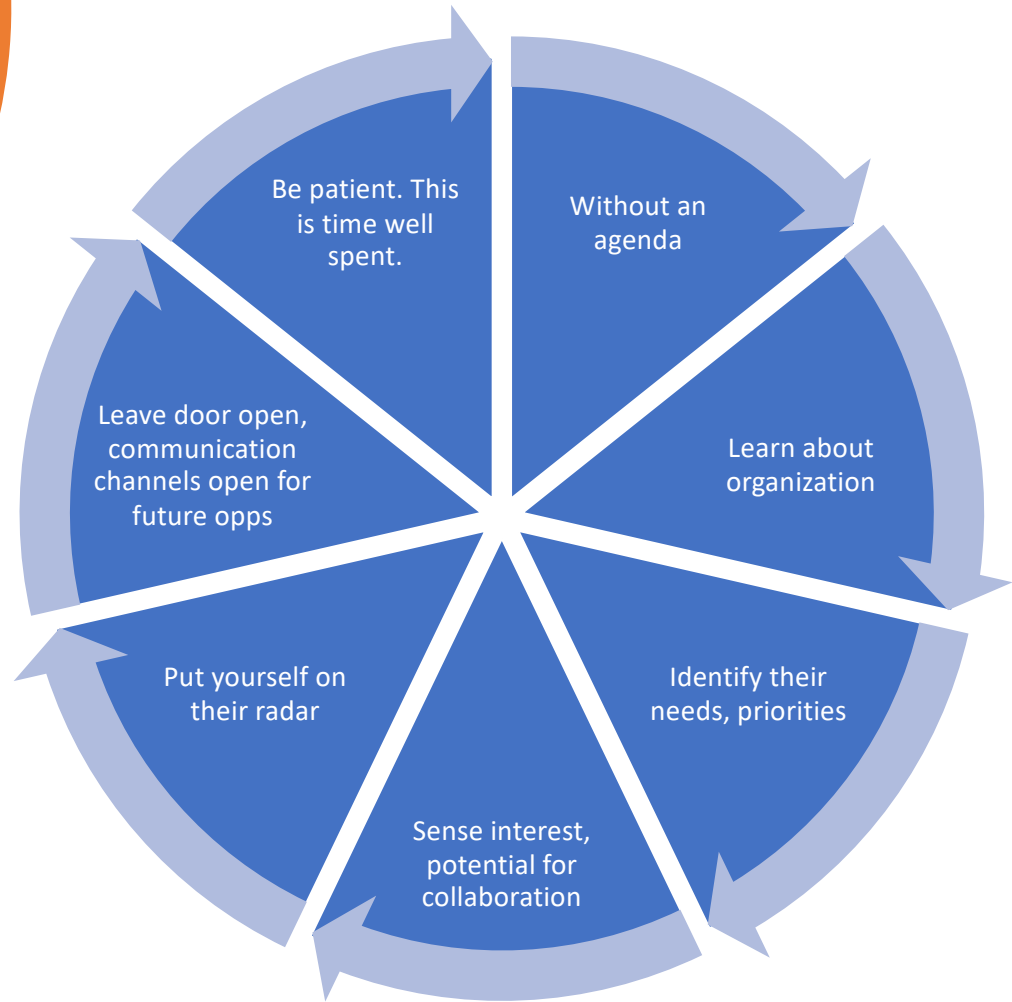 Without an
agenda
Learn about
organization
Identify their
needs, priorities
Sense interest,
potential for
collaboration
Put yourself on
their radar
Leave door open,
communication
channels open for
future opps
Be patient. This
is time well
spent.